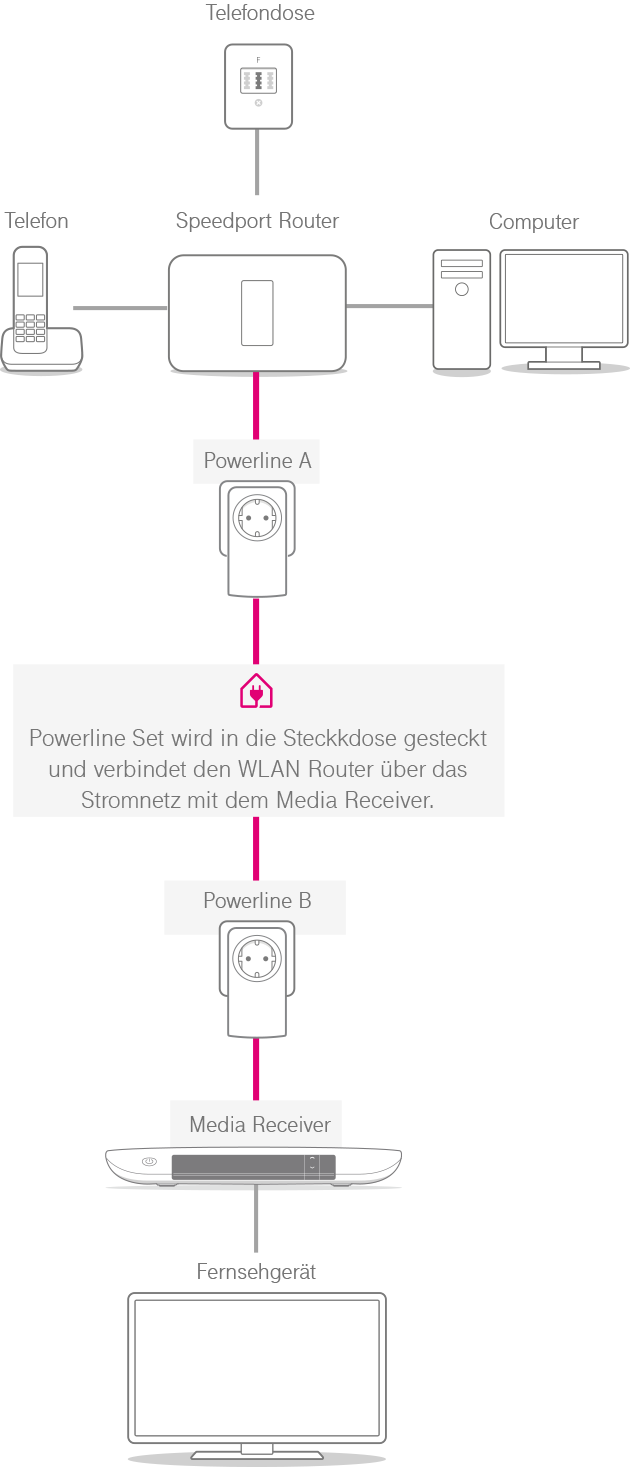 Telefondose
F
Telefon
Speedport Router
Computer
Powerline A
Powerline Set wird in die Steckkdose gesteckt
und verbindet den WLAN Router über das
Stromnetz mit dem Media Receiver.
Powerline B
Media Receiver
Fernsehgerät